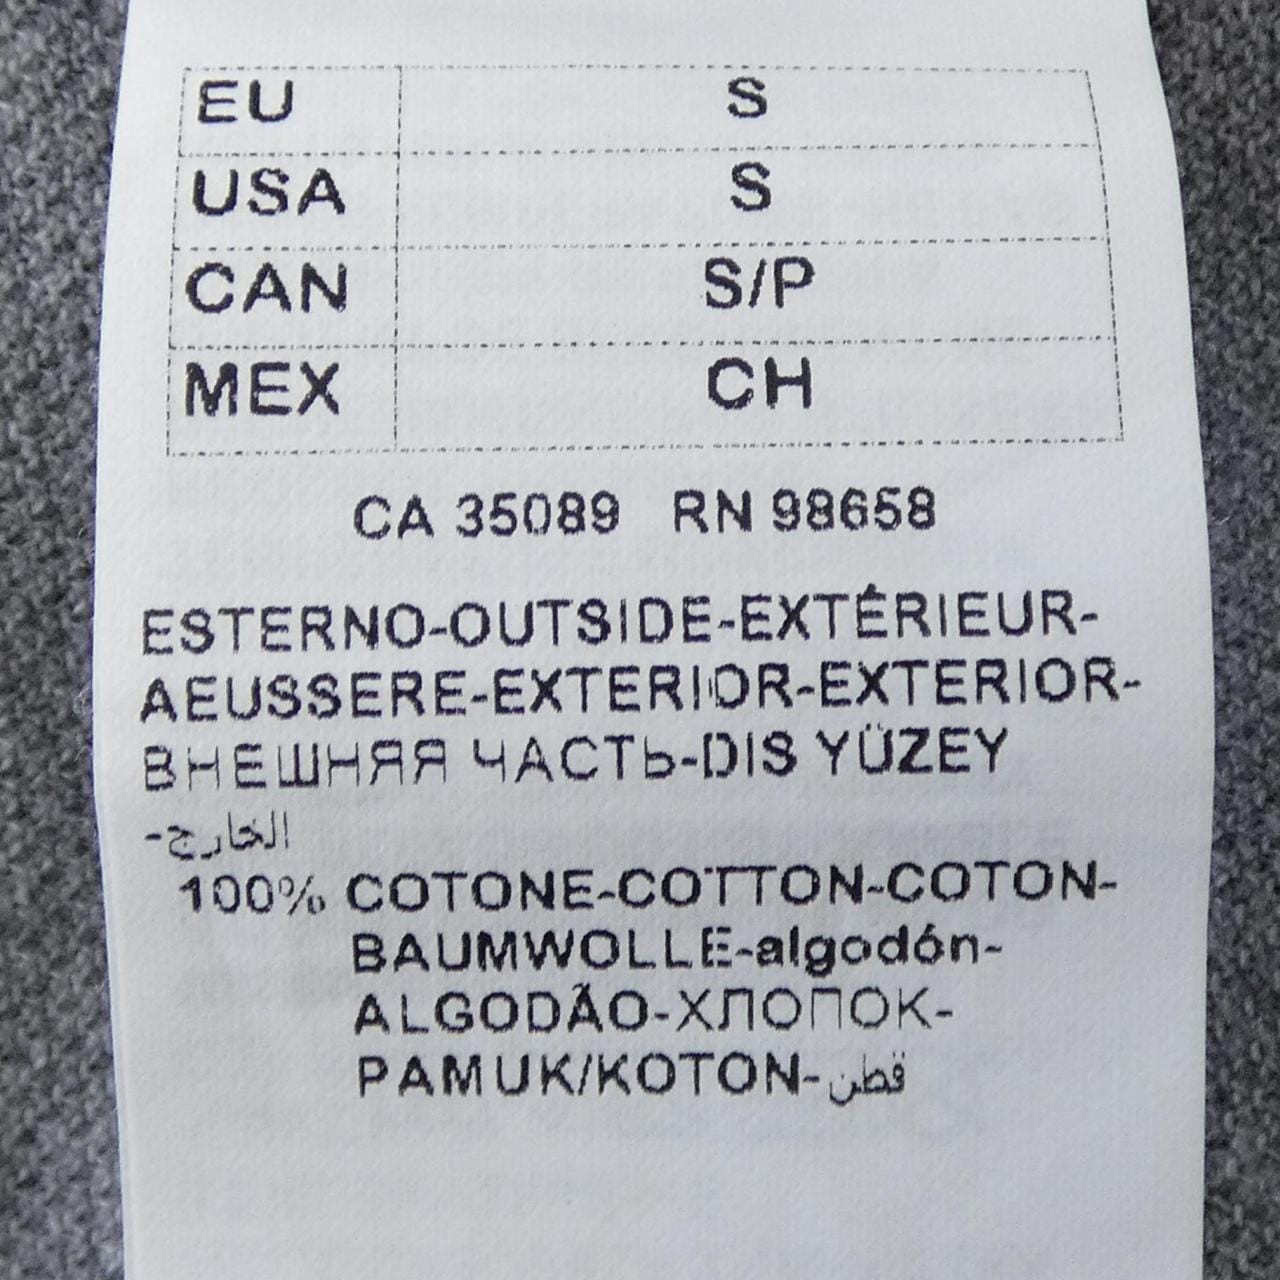 EU S
USA S
CAN S/P
MEX CH
CA 35089 RN 98658
ESTERNO-OUTSIDE-EXTÉRIEUR-
AEUSSERE-EXTERIOR-EXTERIOR-
ВНЕШНЯЯ ЧАСТЬ-DIS YÜZEY
-الخارج
100% COTONE-COTTON-COTON-
BAUMWOLLE-algodón-
ALGODÃO-ХЛОПОК-
PAMUK/KOTON-قطن